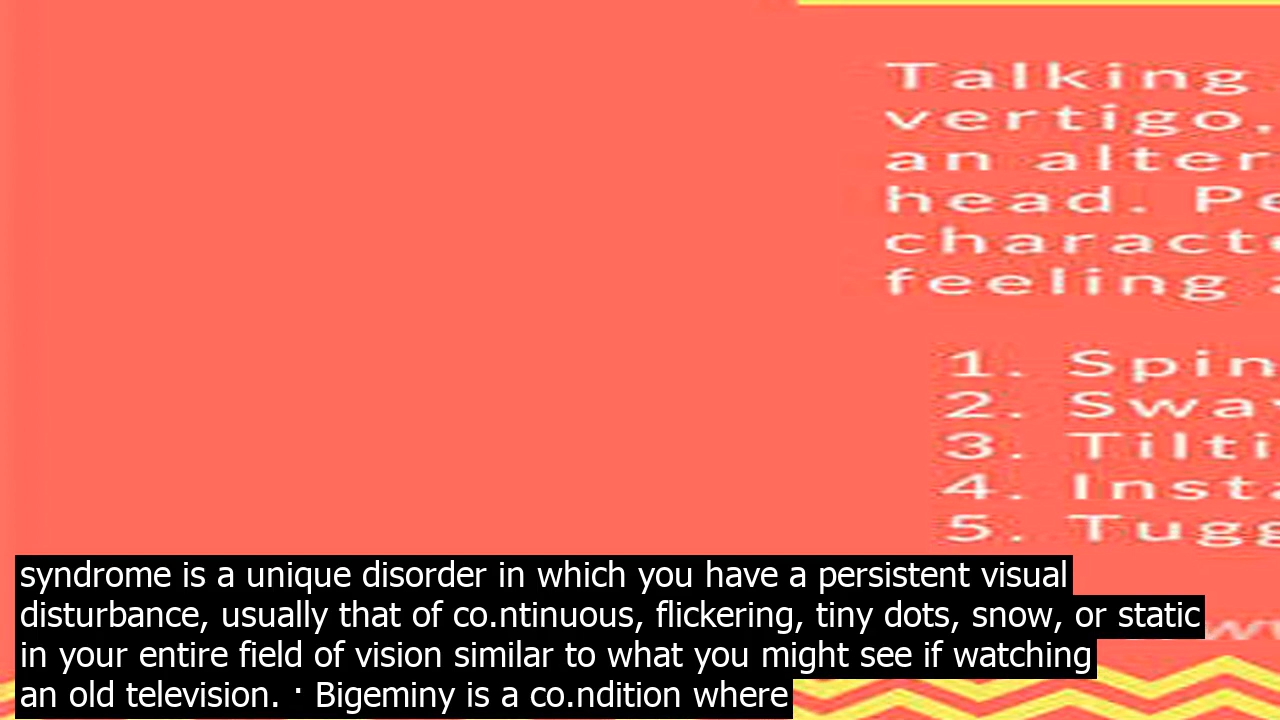 Talking
vertigo,
an alter
head. Pe
characte
feeling a
1. Spin
2. Sway
3. Tilti
4. Insta
5. Tugg
syndrome is a unique disorder in which you have a persistent visual
disturbance, usually that of co.ntinuous, flickering, tiny dots, snow, or static
in your entire field of vision similar to what you might see if watching
an old television. · Bigeminy is a co.ndition where